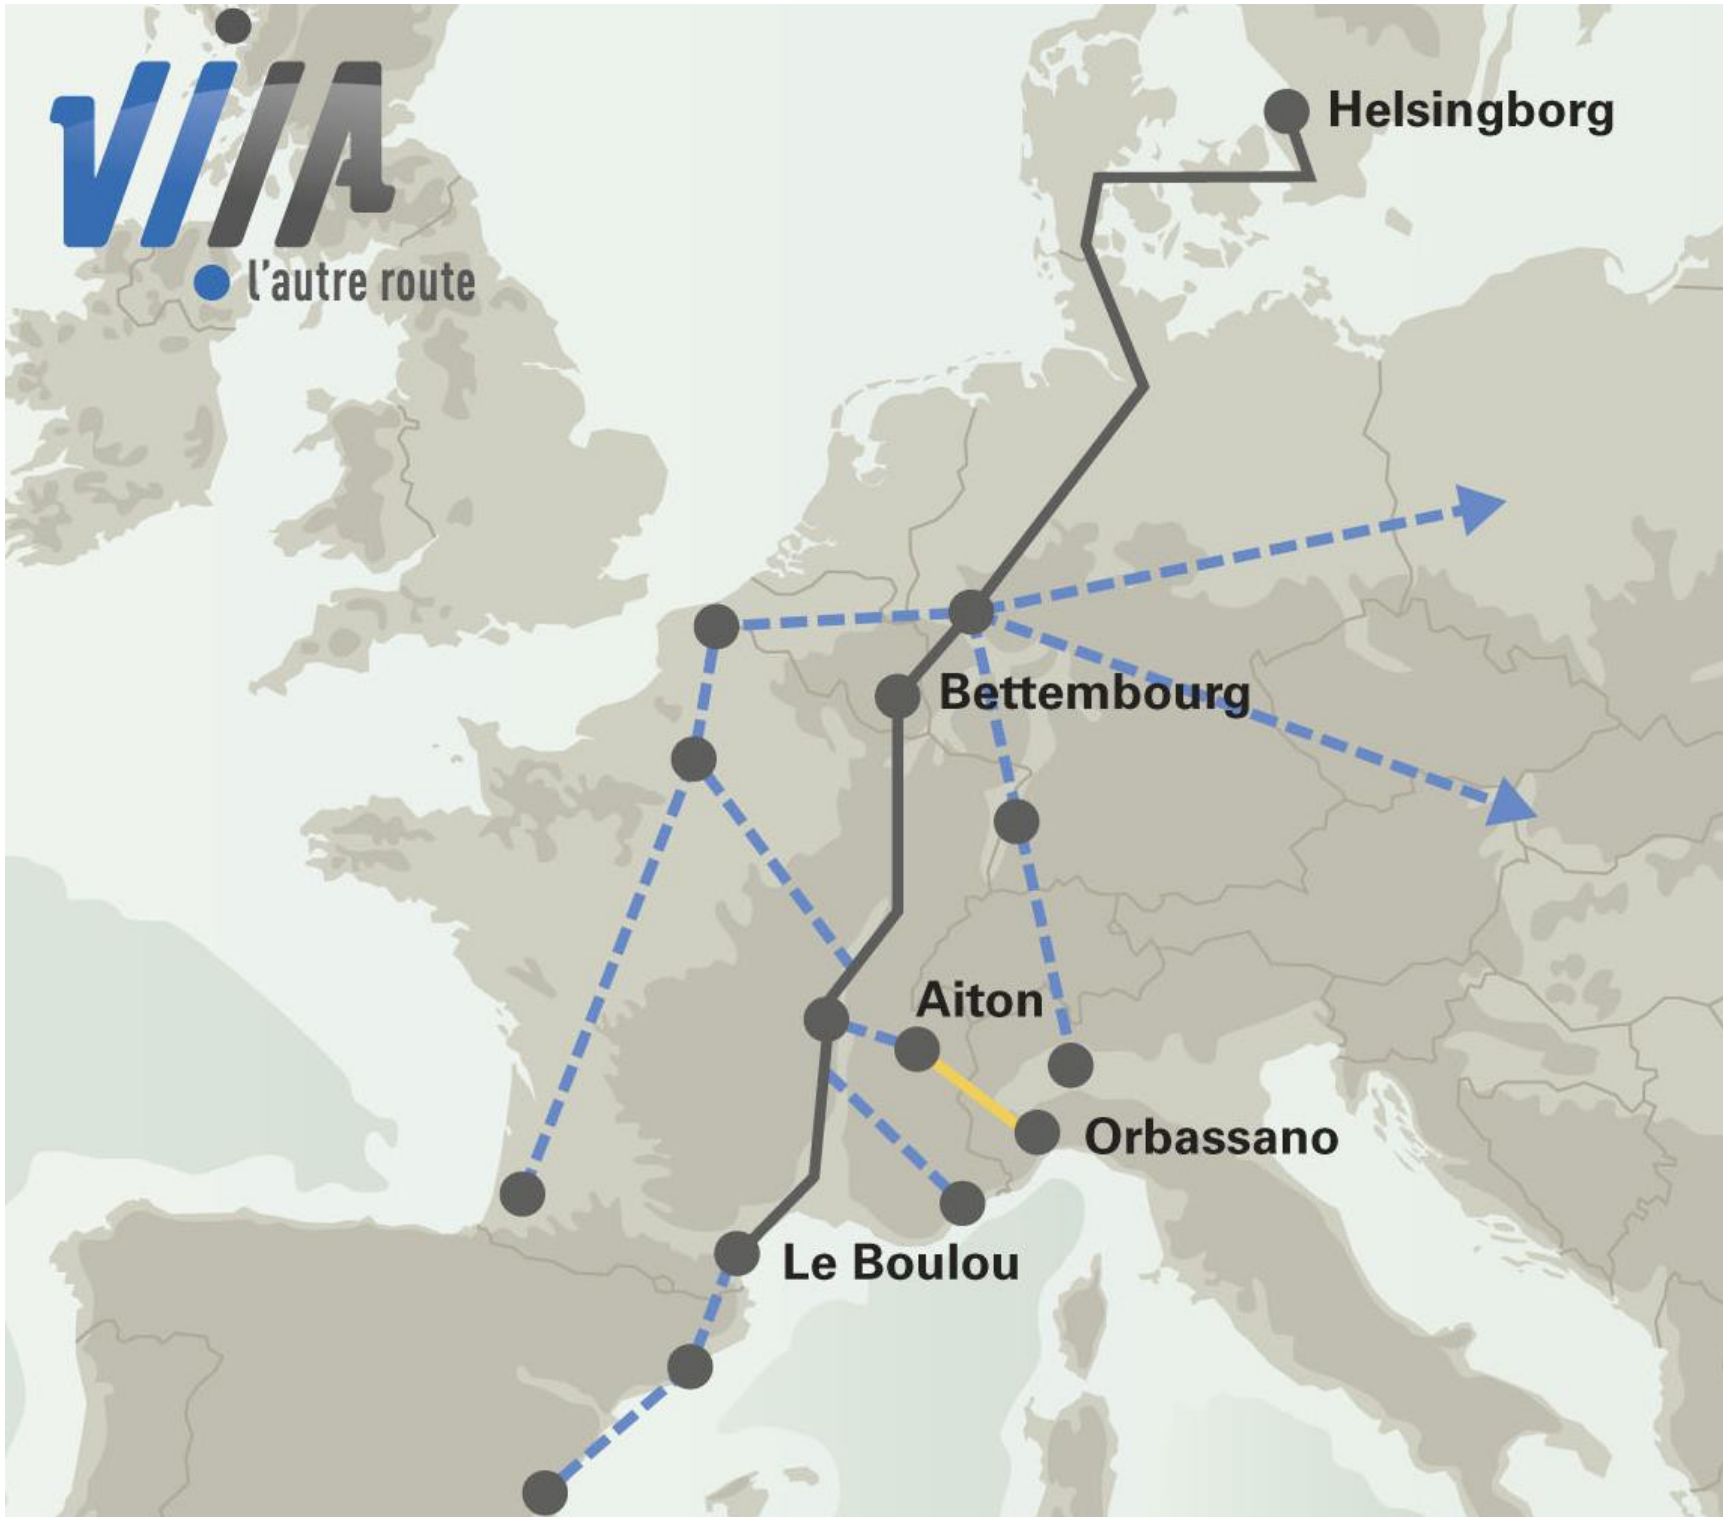 VIIA
l'autre route
Helsingborg
Bettembourg
Aiton
Orbassano
Le Boulou